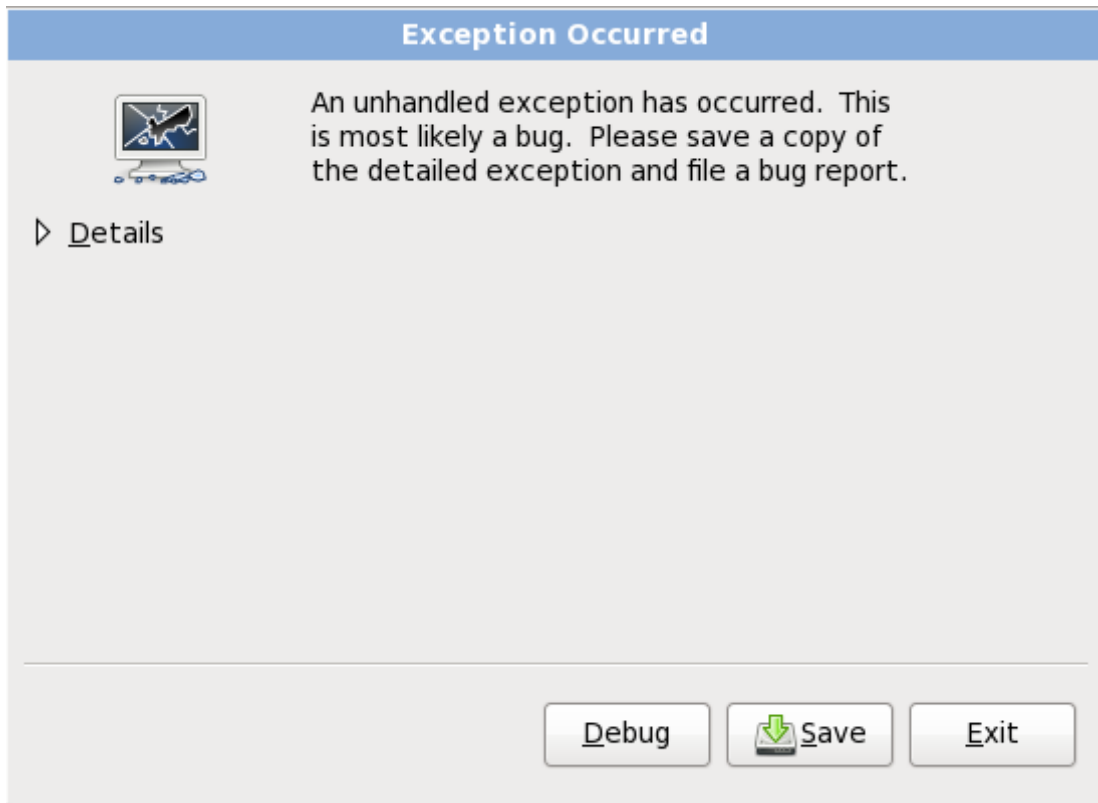 Exception Occurred
An unhandled exception has occurred.  This
is most likely a bug.  Please save a copy of
the detailed exception and file a bug report.
Details
Debug
Save
Exit